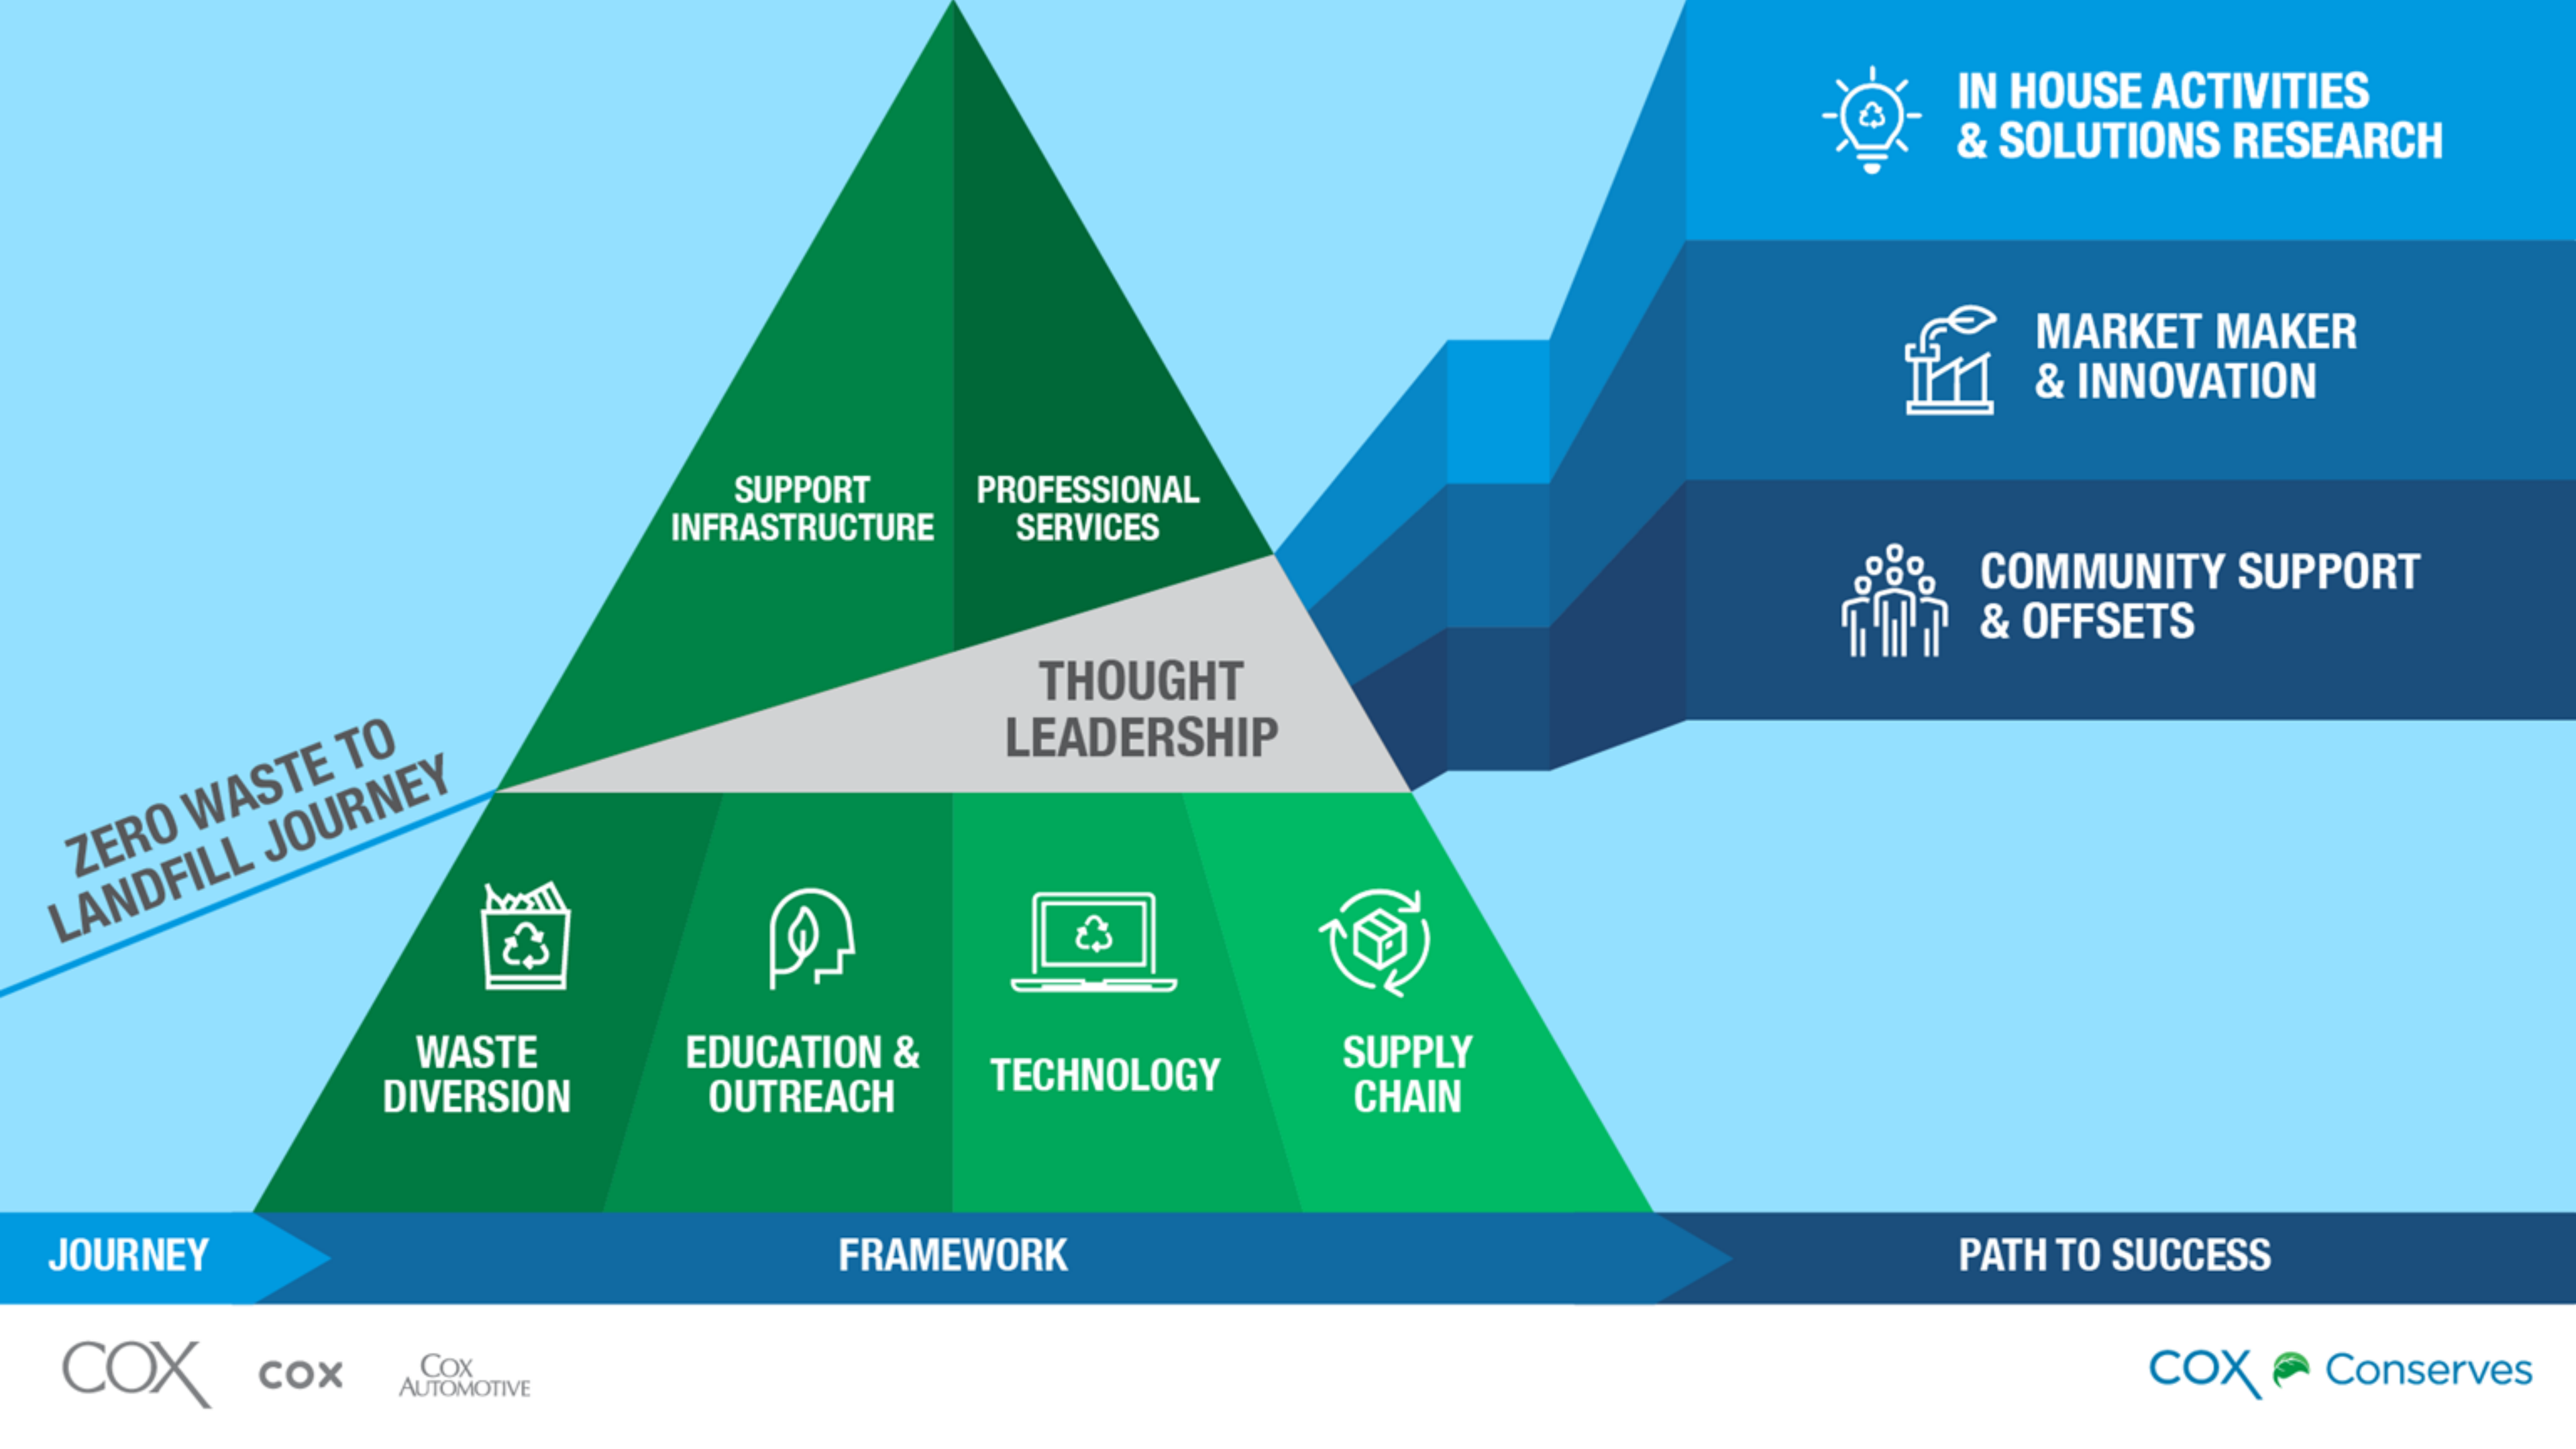 IN HOUSE ACTIVITIES
& SOLUTIONS RESEARCH
MARKET MAKER
& INNOVATION
COMMUNITY SUPPORT
& OFFSETS
SUPPORT
INFRASTRUCTURE
PROFESSIONAL
SERVICES
THOUGHT
LEADERSHIP
ZERO WASTE TO
LANDFILL JOURNEY
WASTE
DIVERSION
EDUCATION &
OUTREACH
TECHNOLOGY
SUPPLY
CHAIN
JOURNEY
FRAMEWORK
PATH TO SUCCESS
COX
cox
COX
AUTOMOTIVE
COX Conserves